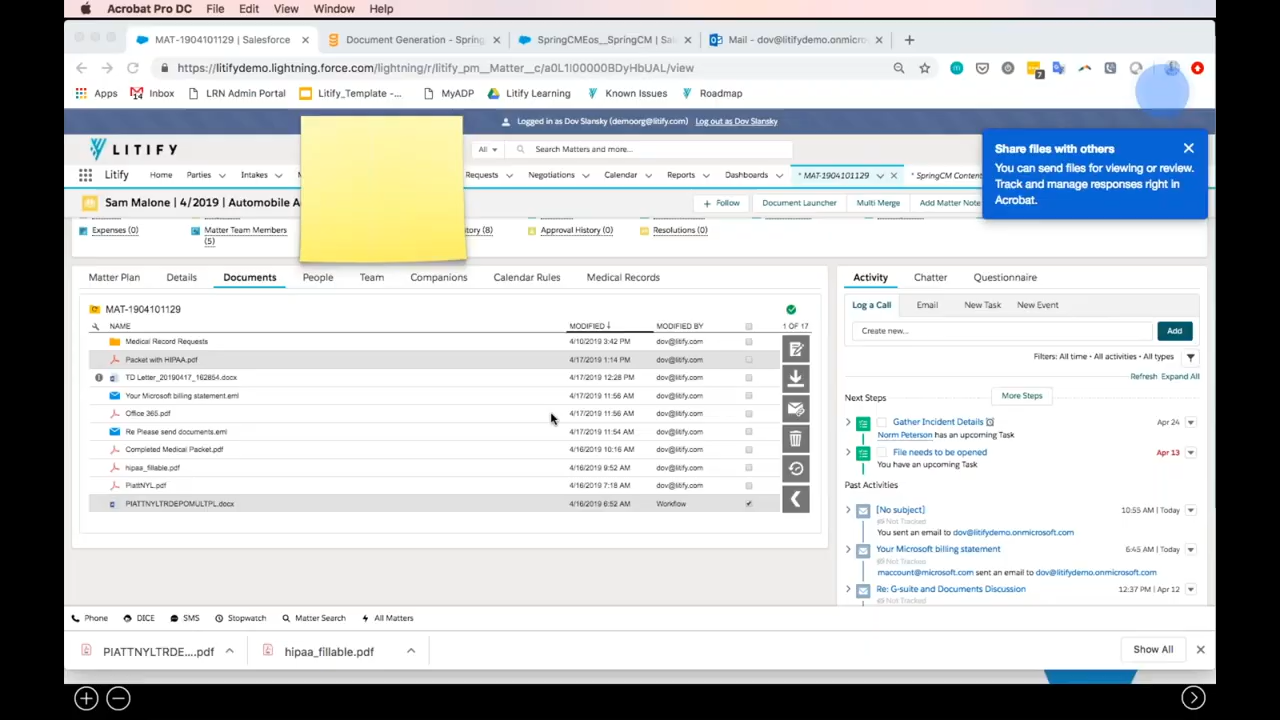 Acrobat Pro DC File Edit View Window Help
MAT-1904101129 | Salesforce Document Generation - Spring SpringCMEos__SpringCM | Sal Mail - dov@litifydemo.onmicro
https://litifydemo.lightning.force.com/lightning/r/litify_pm__Matter__c/a0L1I00000BDyHbUAL/view
7
Apps Inbox LRN Admin Portal Litify_Template -... MyADP Litify Learning Known Issues Roadmap
14
Logged in as Dov Slansky (demoorg@litify.com) Log out as Dov Slansky
LITIFY All Search Matters and more...
Share files with others
You can send files for viewing or review.
Track and manage responses right in
Acrobat.
Litify Home Parties Intakes M Requests Negotiations Calendar Reports Dashboards * MAT-1904101129 * SpringCM Content
Sam Malone | 4/2019 | Automobile A + Follow Document Launcher Multi Merge Add Matter Note
Expenses (0) Matter Team Members (5) tory (8) Approval History (0) Resolutions (0)
Matter Plan Details Documents People Team Companions Calendar Rules Medical Records
MAT-1904101129
NAME MODIFIED MODIFIED BY 1 OF 17
Medical Record Requests 4/10/2019 3:42 PM dov@litify.com
Packet with HIPAA.pdf 4/17/2019 1:14 PM dov@litify.com
TD Letter_20190417_162854.docx 4/17/2019 12:28 PM dov@litify.com
Your Microsoft billing statement.eml 4/17/2019 11:56 AM dov@litify.com
Office 365.pdf 4/17/2019 11:56 AM dov@litify.com
Re Please send documents.eml 4/17/2019 11:54 AM dov@litify.com
Completed Medical Packet.pdf 4/16/2019 10:16 AM dov@litify.com
hipaa_fillable.pdf 4/16/2019 9:52 AM dov@litify.com
PiattNYL.pdf 4/16/2019 7:18 AM dov@litify.com
PIATTNYLTRDEPOMULTPL.docx 4/16/2019 6:52 AM Workflow
Activity Chatter Questionnaire
Log a Call Email New Task New Event
Create new... Add
Filters: All time • All activities • All types
Refresh Expand All
Next Steps More Steps
Gather Incident Details Apr 24
Norm Peterson has an upcoming Task
File needs to be opened Apr 13
You have an upcoming Task
Past Activities
[No subject] 10:55 AM | Today
Not Tracked
You sent an email to dov@litifydemo.onmicrosoft.com
Your Microsoft billing statement 6:45 AM | Today
Not Tracked
maccount@microsoft.com sent an email to dov@litifydemo.onmicrosoft.com
Re: G-suite and Documents Discussion 12:37 PM | Apr 12
Not Tracked
Phone DICE SMS Stopwatch Matter Search All Matters
PIATTNYLTRDE....pdf hipaa_fillable.pdf Show All